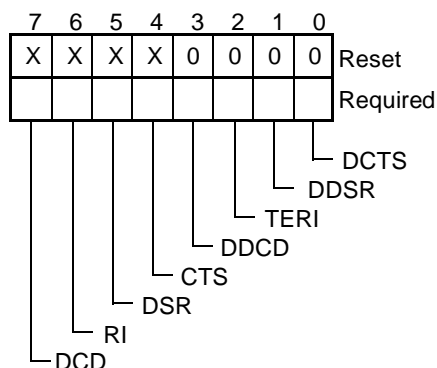 7 6 5 4 3 2 1 0
X X X X 0 0 0 0 Reset
Required
DCTS
DDSR
TERI
DDCD
CTS
DSR
RI
DCD